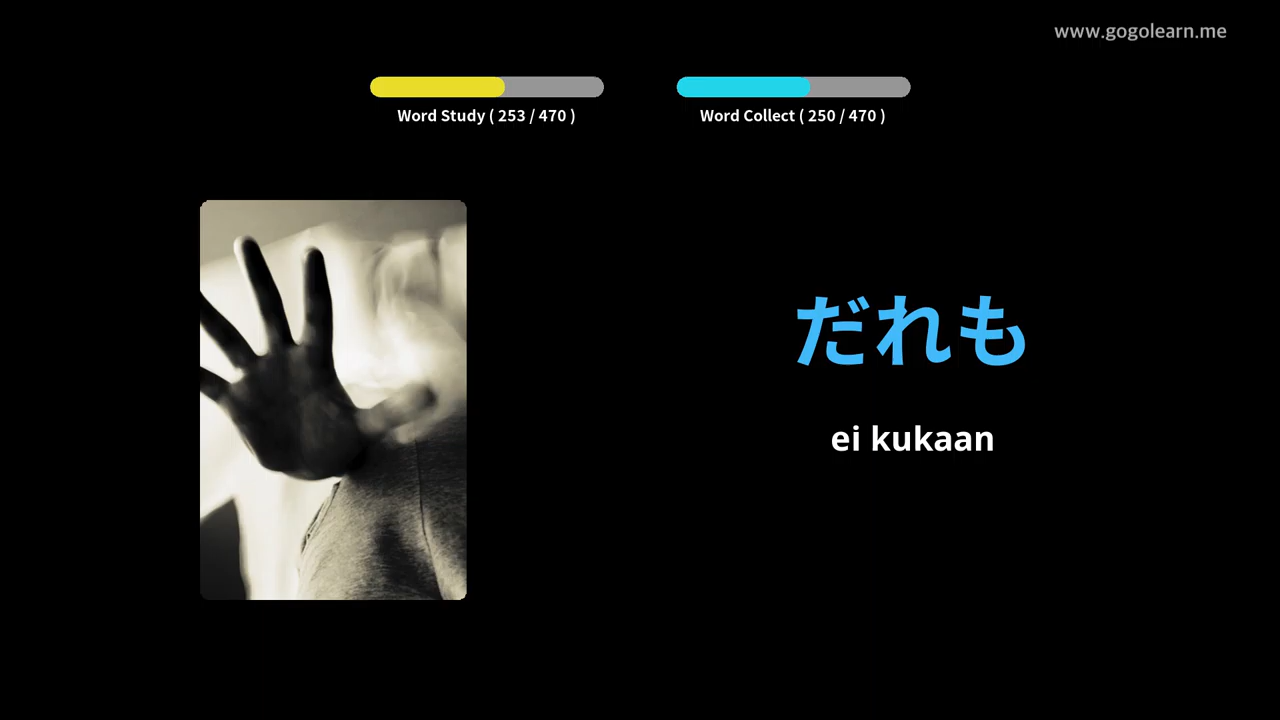 www.gogolearn.me
Word Study ( 253 / 470 )
Word Collect ( 250 / 470 )
だれも
ei kukaan